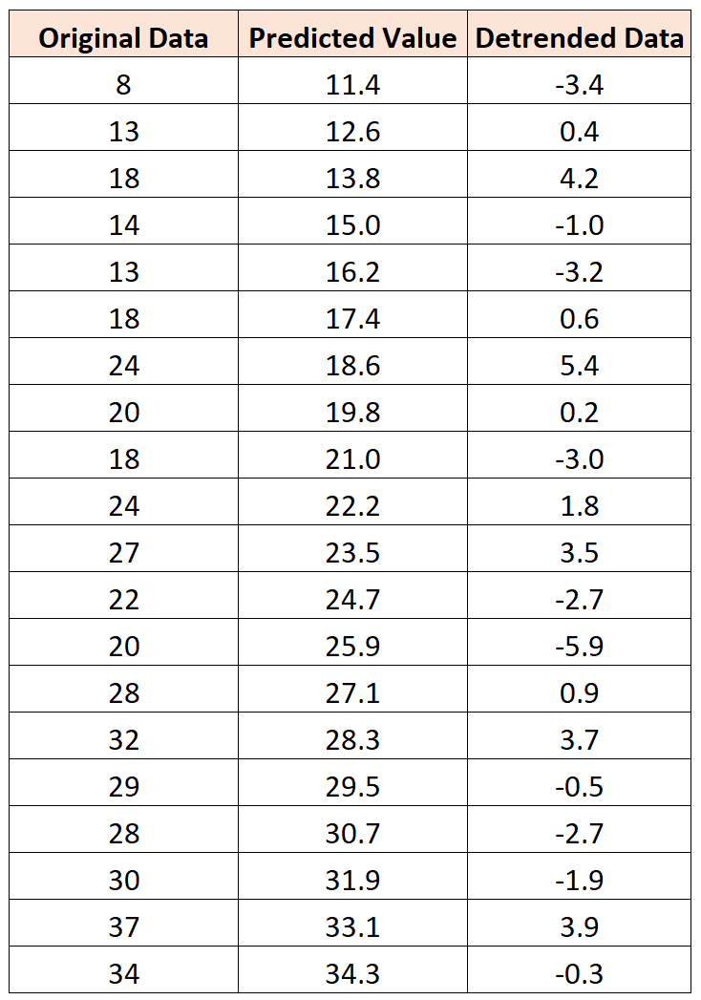 Original Data Predicted Value Detrended Data
8 11.4 -3.4
13 12.6 0.4
18 13.8 4.2
14 15.0 -1.0
13 16.2 -3.2
18 17.4 0.6
24 18.6 5.4
20 19.8 0.2
18 21.0 -3.0
24 22.2 1.8
27 23.5 3.5
22 24.7 -2.7
20 25.9 -5.9
28 27.1 0.9
32 28.3 3.7
29 29.5 -0.5
28 30.7 -2.7
30 31.9 -1.9
37 33.1 3.9
34 34.3 -0.3